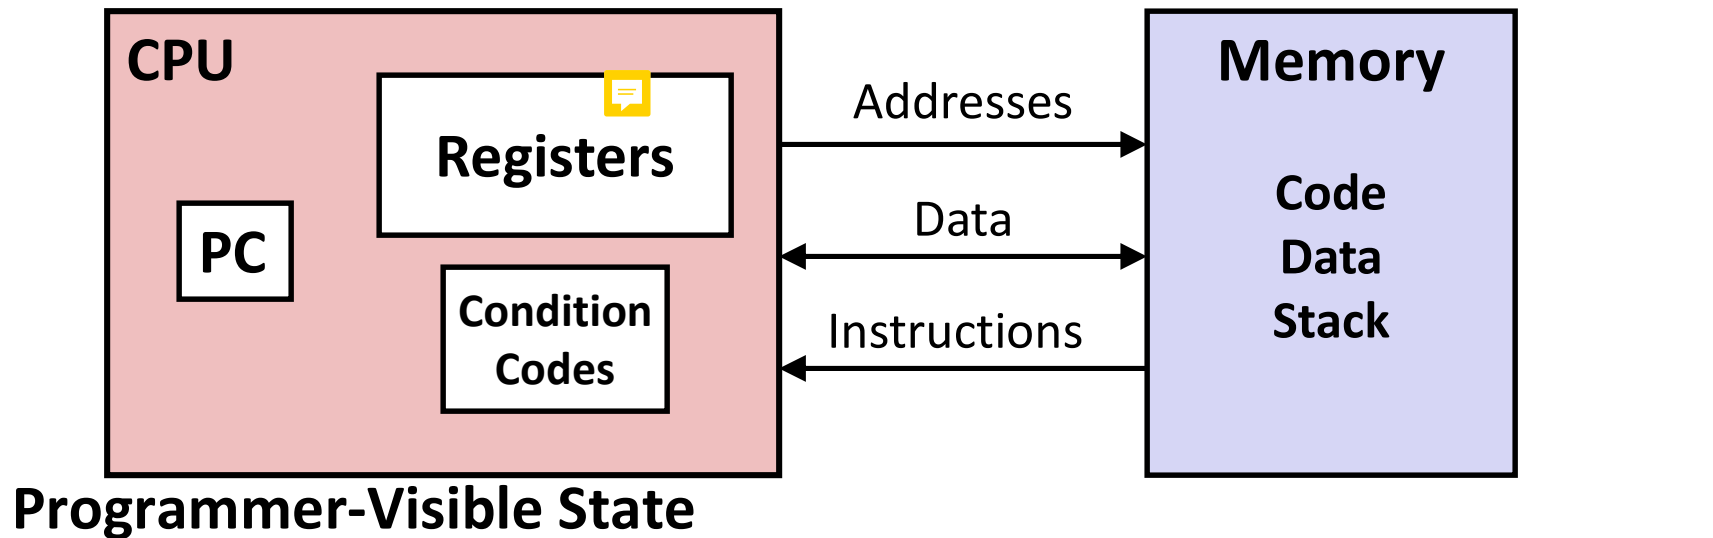 CPU
Registers
PC
Condition
Codes
Addresses
Data
Instructions
Memory
Code
Data
Stack
Programmer-Visible State